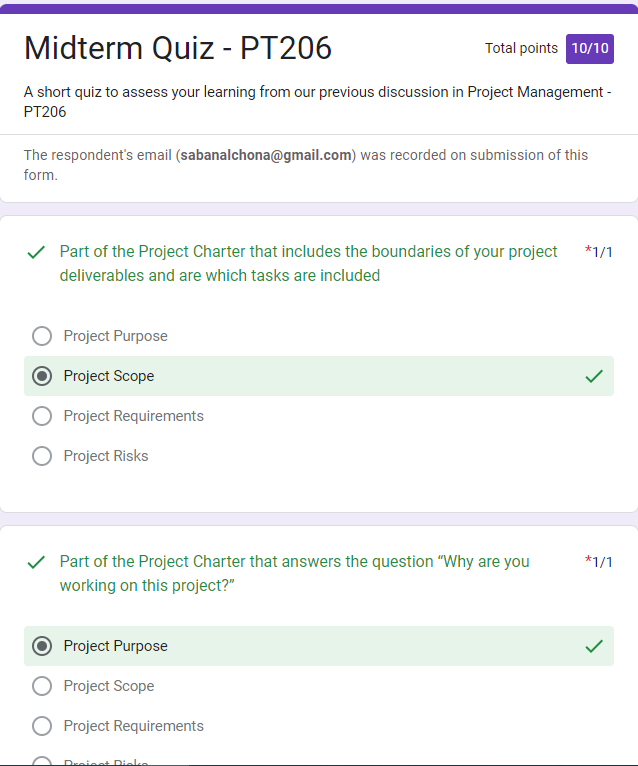 Midterm Quiz - PT206
Total points 10/10
A short quiz to assess your learning from our previous discussion in Project Management -
PT206
The respondent's email (sabanalchona@gmail.com) was recorded on submission of this
form.
Part of the Project Charter that includes the boundaries of your project
*1/1
deliverables and are which tasks are included
Project Purpose
Project Scope
Project Requirements
Project Risks
Part of the Project Charter that answers the question “Why are you
*1/1
working on this project?”
Project Purpose
Project Scope
Project Requirements
Project Risks